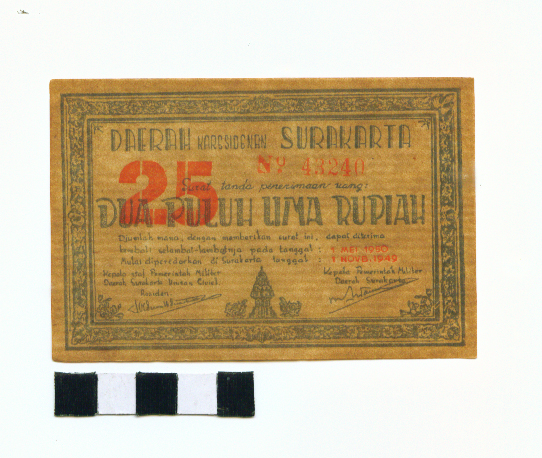 DAERAH KARESIDENAN SURAKARTA
25
Nº 43240
Surat tanda penerimaan uang:
DUA PULUH LIMA RUPIAH
Djumlah mana, dengan memberikan surat ini, dapat diterima
kembali selambat-lambatnja pada tanggal : 1 MEI 1950
Mulai diperedarkan di Surakarta tanggal : 1 NOVB. 1949
Kepala staf Pemerintah Militer
Daerah Surakarta Urusan Cipiel
Residen
Kepala Pemerintah Militer
Daerah Surakarta